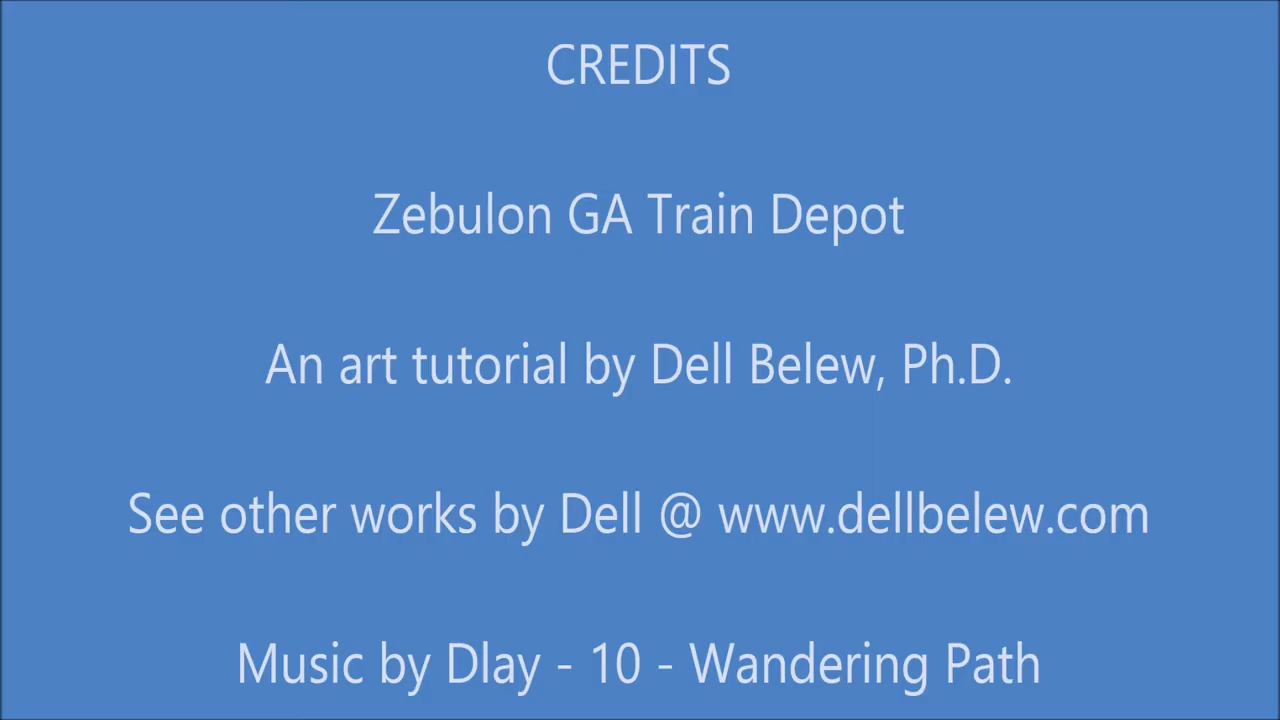 CREDITS
Zebulon GA Train Depot
An art tutorial by Dell Belew, Ph.D.
See other works by Dell @ www.dellbelew.com
Music by Dlay - 10 - Wandering Path